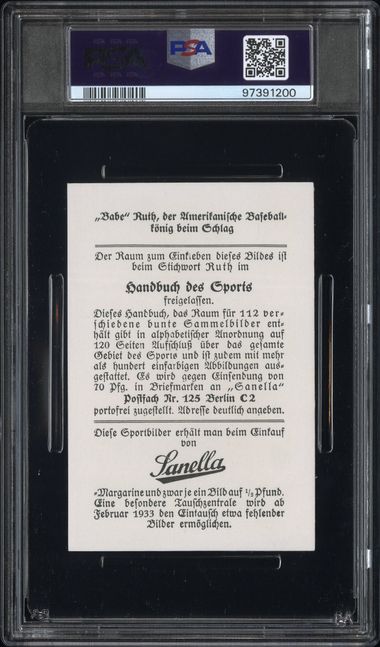 PSA
97391200
„Babe“ Ruth, der Amerikanische Baseball-
könig beim Schlag
Der Raum zum Einkleben dieses Bildes ist
beim Stichwort Ruth im
Handbuch des Sports
freigelassen.
Dieses Handbuch, das Raum für 112 ver-
schiedene bunte Sammelbilder ent-
hält gibt in alphabetischer Anordnung auf
120 Seiten Aufschluß über das gesamte
Gebiet des Sports und ist zudem mit mehr
als hundert einfarbigen Abbildungen aus-
gestattet. Es wird gegen Einsendung von
70 Pfg. in Briefmarken an „Sanella“
Postfach Nr. 125 Berlin C 2
portofrei zugestellt. Adresse deutlich angeben.
Diese Sportbilder erhält man beim Einkauf
von
Sanella
-Margarine und zwar je ein Bild auf ½ Pfund.
Eine besondere Tauschzentrale wird ab
Februar 1933 den Eintausch etwa fehlender
Bilder ermöglichen.